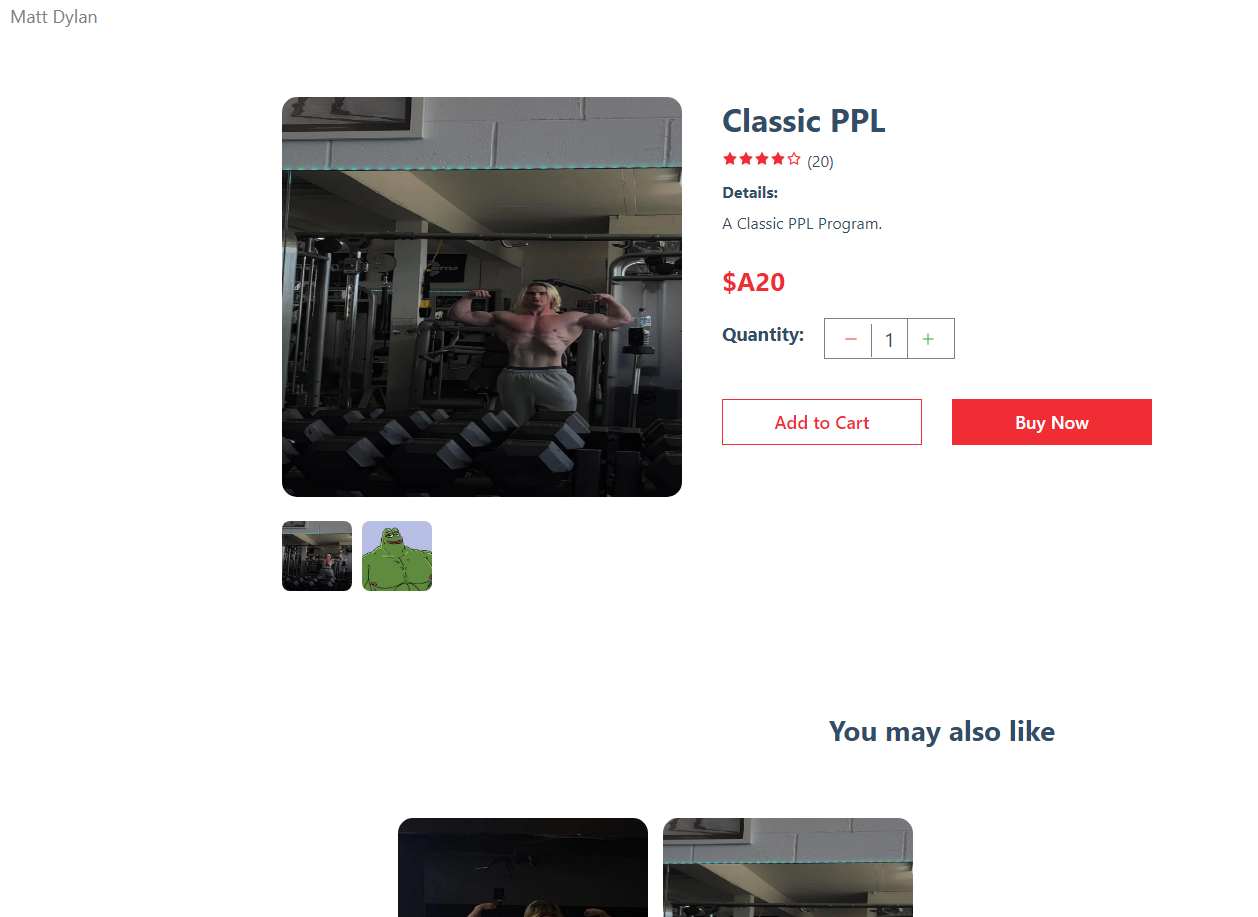 Matt Dylan
Classic PPL
(20)
Details:
A Classic PPL Program.
$A20
Quantity:
− 1 +
Add to Cart
Buy Now
You may also like